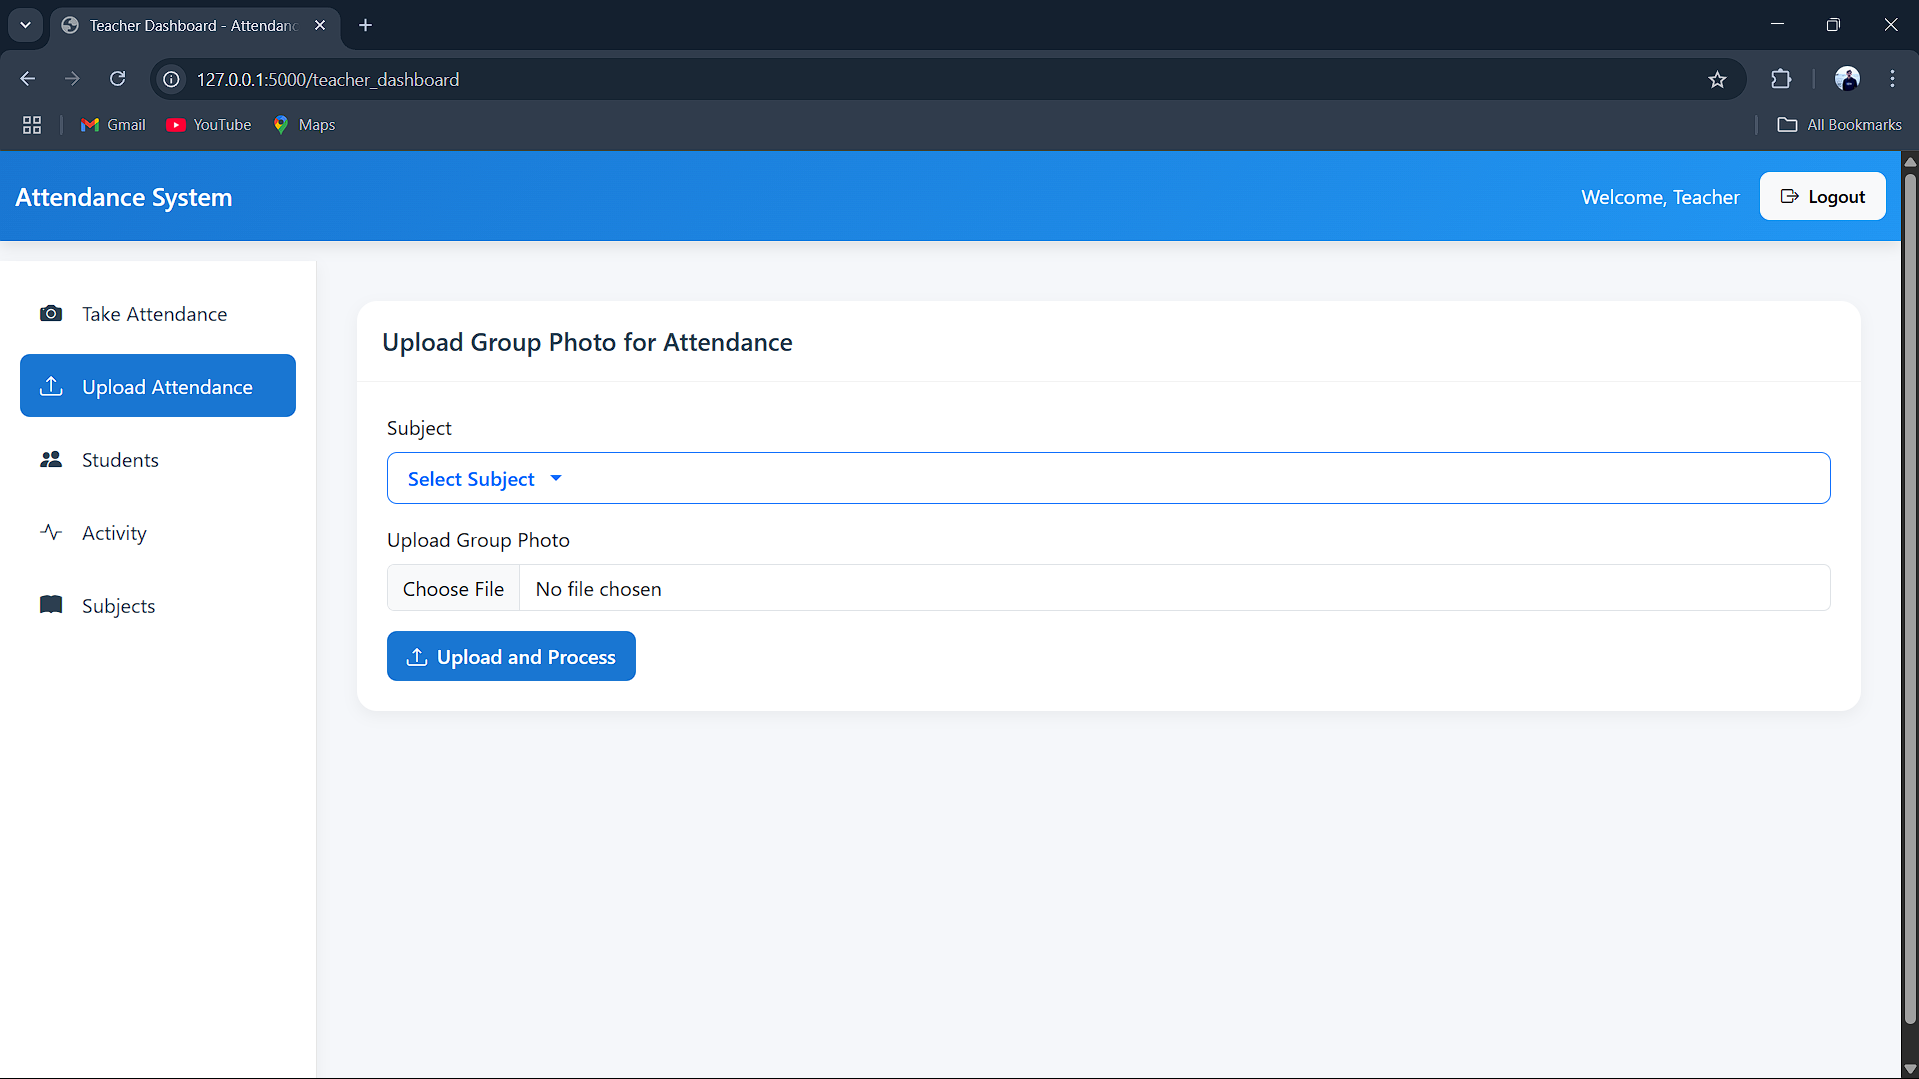 Teacher Dashboard - Attendanc
127.0.0.1:5000/teacher_dashboard
Gmail
YouTube
Maps
All Bookmarks
Attendance System
Welcome, Teacher
Logout
Take Attendance
Upload Attendance
Students
Activity
Subjects
Upload Group Photo for Attendance
Subject
Select Subject
Upload Group Photo
Choose File
No file chosen
Upload and Process